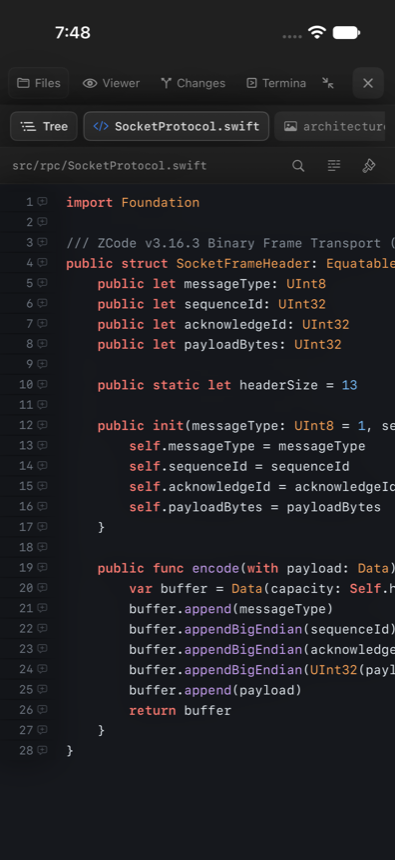 7:48
Files Viewer Changes Termina
Tree </> SocketProtocol.swift architecture
src/rpc/SocketProtocol.swift
1 import Foundation
2
3 /// ZCode v3.16.3 Binary Frame Transport (
4 public struct SocketFrameHeader: Equatable
5 public let messageType: UInt8
6 public let sequenceId: UInt32
7 public let acknowledgeId: UInt32
8 public let payloadBytes: UInt32
9
10 public static let headerSize = 13
11
12 public init(messageType: UInt8 = 1, se
13 self.messageType = messageType
14 self.sequenceId = sequenceId
15 self.acknowledgeId = acknowledgeId
16 self.payloadBytes = payloadBytes
17 }
18
19 public func encode(with payload: Data)
20 var buffer = Data(capacity: Self.h
21 buffer.append(messageType)
22 buffer.appendBigEndian(sequenceId)
23 buffer.appendBigEndian(acknowledge
24 buffer.appendBigEndian(UInt32(payl
25 buffer.append(payload)
26 return buffer
27 }
28 }